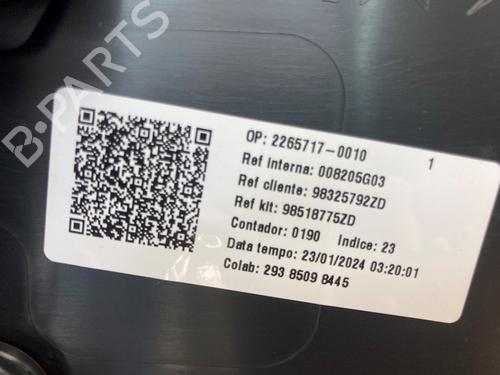 B-PARTS
OP: 2265717-0010 1
Ref Interna: 008205G03
Ref cliente: 98325792ZD
Ref kit: 98518775ZD
Contador: 0190 Indice: 23
Data tempo: 23/01/2024 03:20:01
Colab: 293 8509 8445